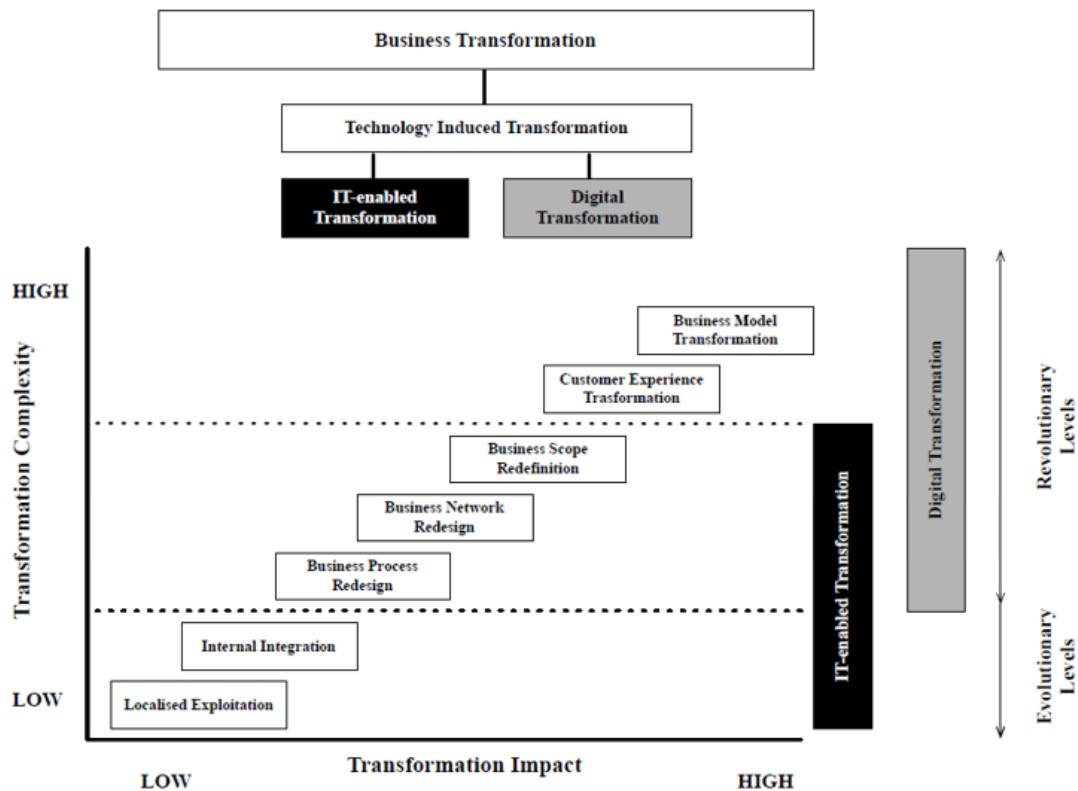 Business Transformation
Technology Induced Transformation
IT-enabled
Transformation
Digital
Transformation
HIGH
Business Model
Transformation
Customer Experience
Trasformation
Business Scope
Redefinition
Business Network
Redesign
Business Process
Redesign
Internal Integration
Localised Exploitation
LOW
Transformation Complexity
IT-enabled Transformation
Digital Transformation
Revolutionary
Levels
Evolutionary
Levels
Transformation Impact
LOW
HIGH